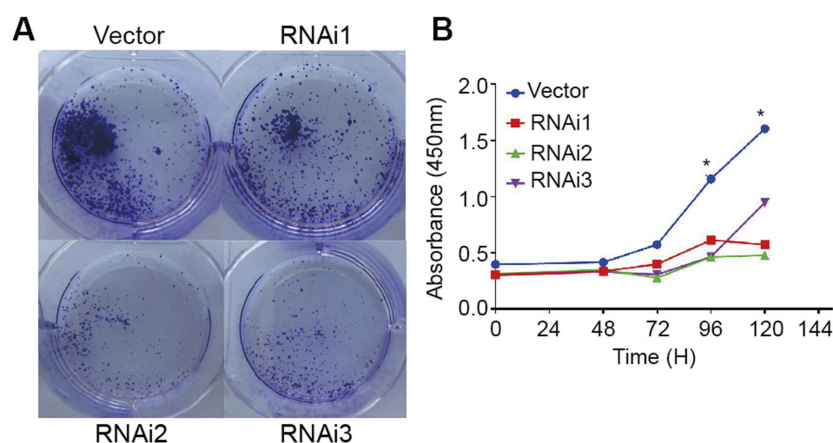 A
Vector
RNAi1
RNAi2
RNAi3
B
Absorbance (450nm)
2.0
1.5
1.0
0.5
0.0
Vector
RNAi1
RNAi2
RNAi3
*
*
0 24 48 72 96 120 144
Time (H)